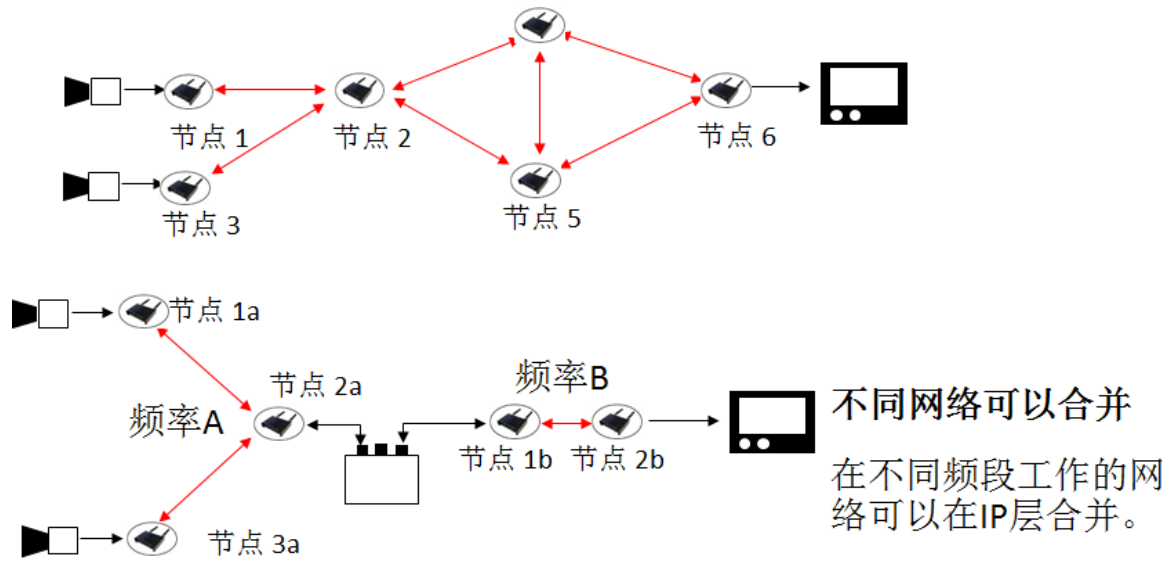 节点 1
节点 2
节点 6
节点 3
节点 5
节点 1a
节点 2a
频率B
频率A
不同网络可以合并
节点 1b
节点 2b
在不同频段工作的网
络可以在IP层合并。
节点 3a